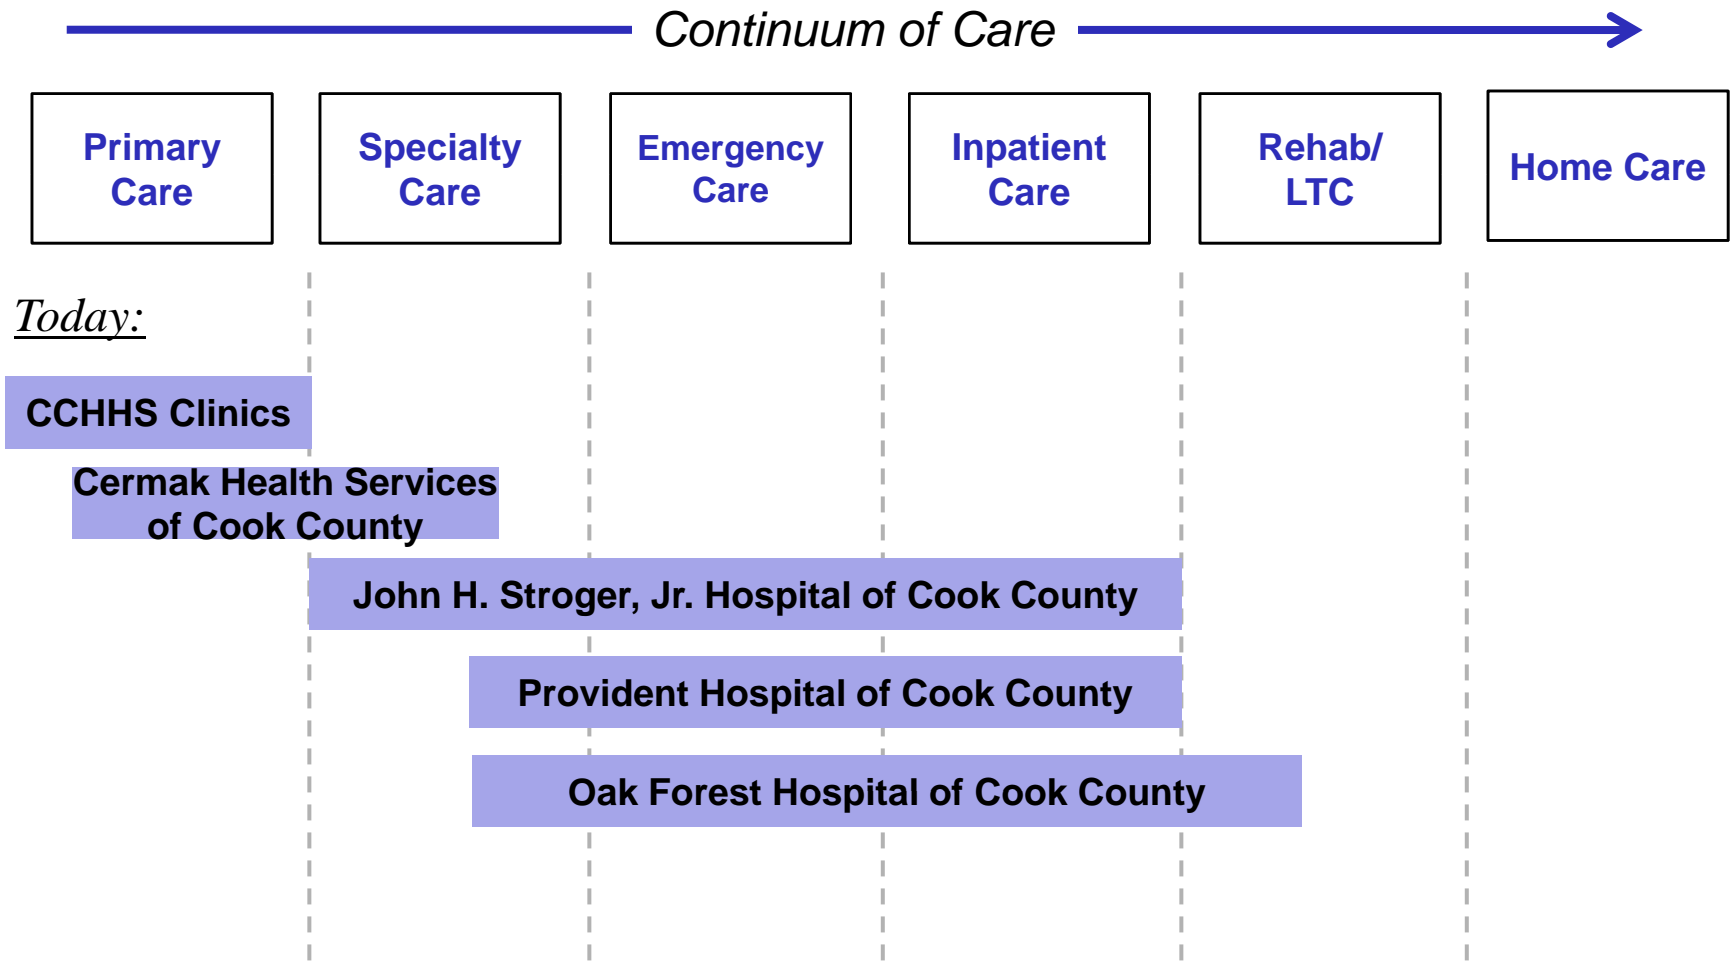 Continuum of Care
Primary
Care
Specialty
Care
Emergency
Care
Inpatient
Care
Rehab/
LTC
Home Care
Today:
CCHHS Clinics
Cermak Health Services
of Cook County
John H. Stroger, Jr. Hospital of Cook County
Provident Hospital of Cook County
Oak Forest Hospital of Cook County